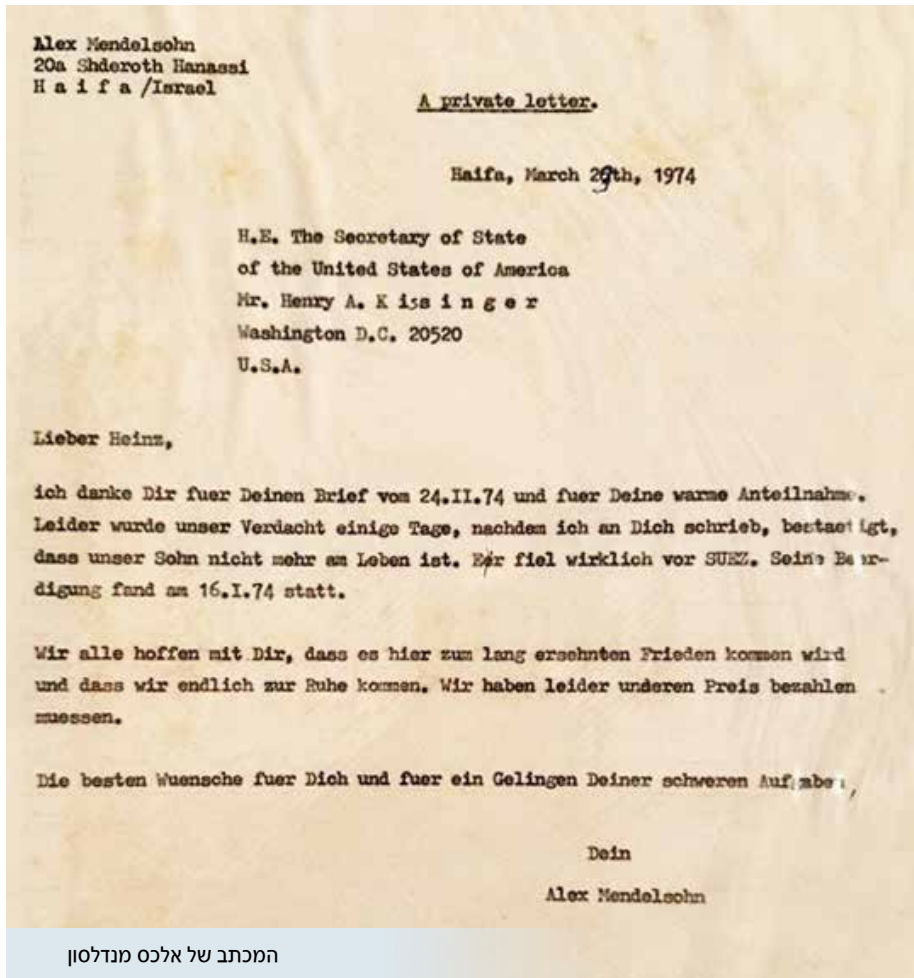 Alex Mendelsohn
20a Shderoth Hanassi
H a i f a /Israel
A private letter.
Haifa, March 29th, 1974
H.E. The Secretary of State
of the United States of America
Mr. Henry A. K i s s i n g e r
Washington D.C. 20520
U.S.A.
Lieber Heinz,
ich danke Dir fuer Deinen Brief vom 24.II.74 und fuer Deine warme Anteilnahme.
Leider wurde unser Verdacht einige Tage, nachdem ich an Dich schrieb, bestaetigt,
dass unser Sohn nicht mehr am Leben ist. Er fiel wirklich vor SUEZ. Seine Beer-
digung fand am 16.I.74 statt.
Wir alle hoffen mit Dir, dass es hier zum lang ersehnten Frieden kommen wird
und dass wir endlich zur Ruhe kommen. Wir haben leider underen Preis bezahlen
muessen.
Die besten Wuensche fuer Dich und fuer ein Gelingen Deiner schweren Aufgaben,
Dein
Alex Mendelsohn
המכתב של אלכס מנדלסון